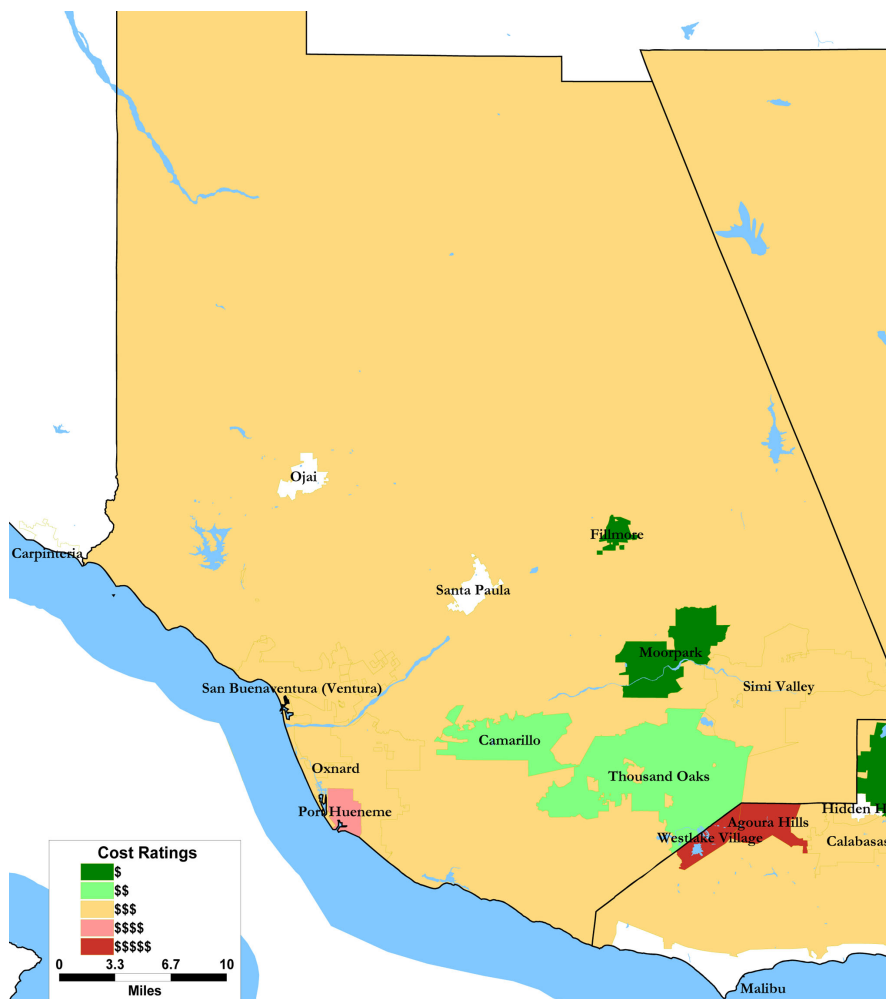 Ojai
Fillmore
Carpinteria
Santa Paula
Moorpark
San Buenaventura (Ventura)
Simi Valley
Camarillo
Oxnard
Thousand Oaks
Port Hueneme
Hidden H
Agoura Hills
Westlake Village
Calabasas
Cost Ratings
$
$$
$$$
$$$$
$$$$$
0 3.3 6.7 10
Miles
Malibu